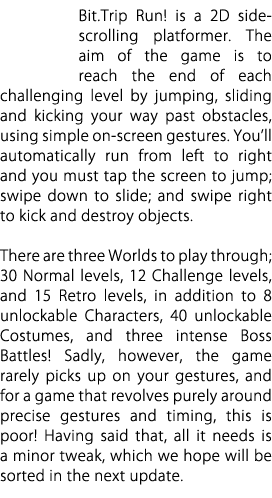 Bit.Trip Run! is a 2D side-
scrolling platformer. The
aim of the game is to
reach the end of each
challenging level by jumping, sliding
and kicking your way past obstacles,
using simple on-screen gestures. You’ll
automatically run from left to right
and you must tap the screen to jump;
swipe down to slide; and swipe right
to kick and destroy objects.

There are three Worlds to play through;
30 Normal levels, 12 Challenge levels,
and 15 Retro levels, in addition to 8
unlockable Characters, 40 unlockable
Costumes, and three intense Boss
Battles! Sadly, however, the game
rarely picks up on your gestures, and
for a game that revolves purely around
precise gestures and timing, this is
poor! Having said that, all it needs is
a minor tweak, which we hope will be
sorted in the next update.